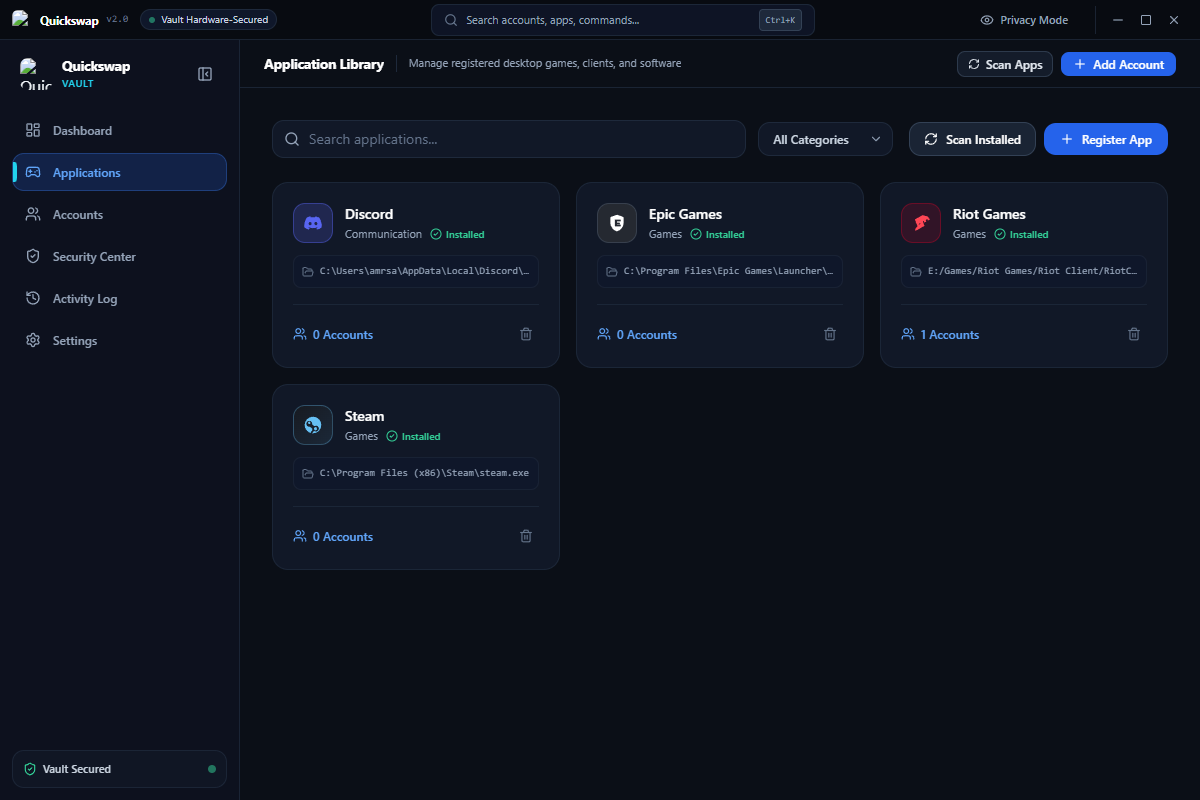 Quickswap v2.0 Vault Hardware-Secured Search accounts, apps, commands... Ctrl+K Privacy Mode
Quic
Quickswap
VAULT
Application Library Manage registered desktop games, clients, and software Scan Apps Add Account
Dashboard
Applications
Accounts
Security Center
Activity Log
Settings
Vault Secured
Search applications... All Categories Scan Installed Register App
Discord
Communication Installed
C:\Users\amrsa\AppData\Local\Discord\…
0 Accounts
Epic Games
Games Installed
C:\Program Files\Epic Games\Launcher\…
0 Accounts
Riot Games
Games Installed
E:/Games/Riot Games/Riot Client/RiotC…
1 Accounts
Steam
Games Installed
C:\Program Files (x86)\Steam\steam.exe
0 Accounts